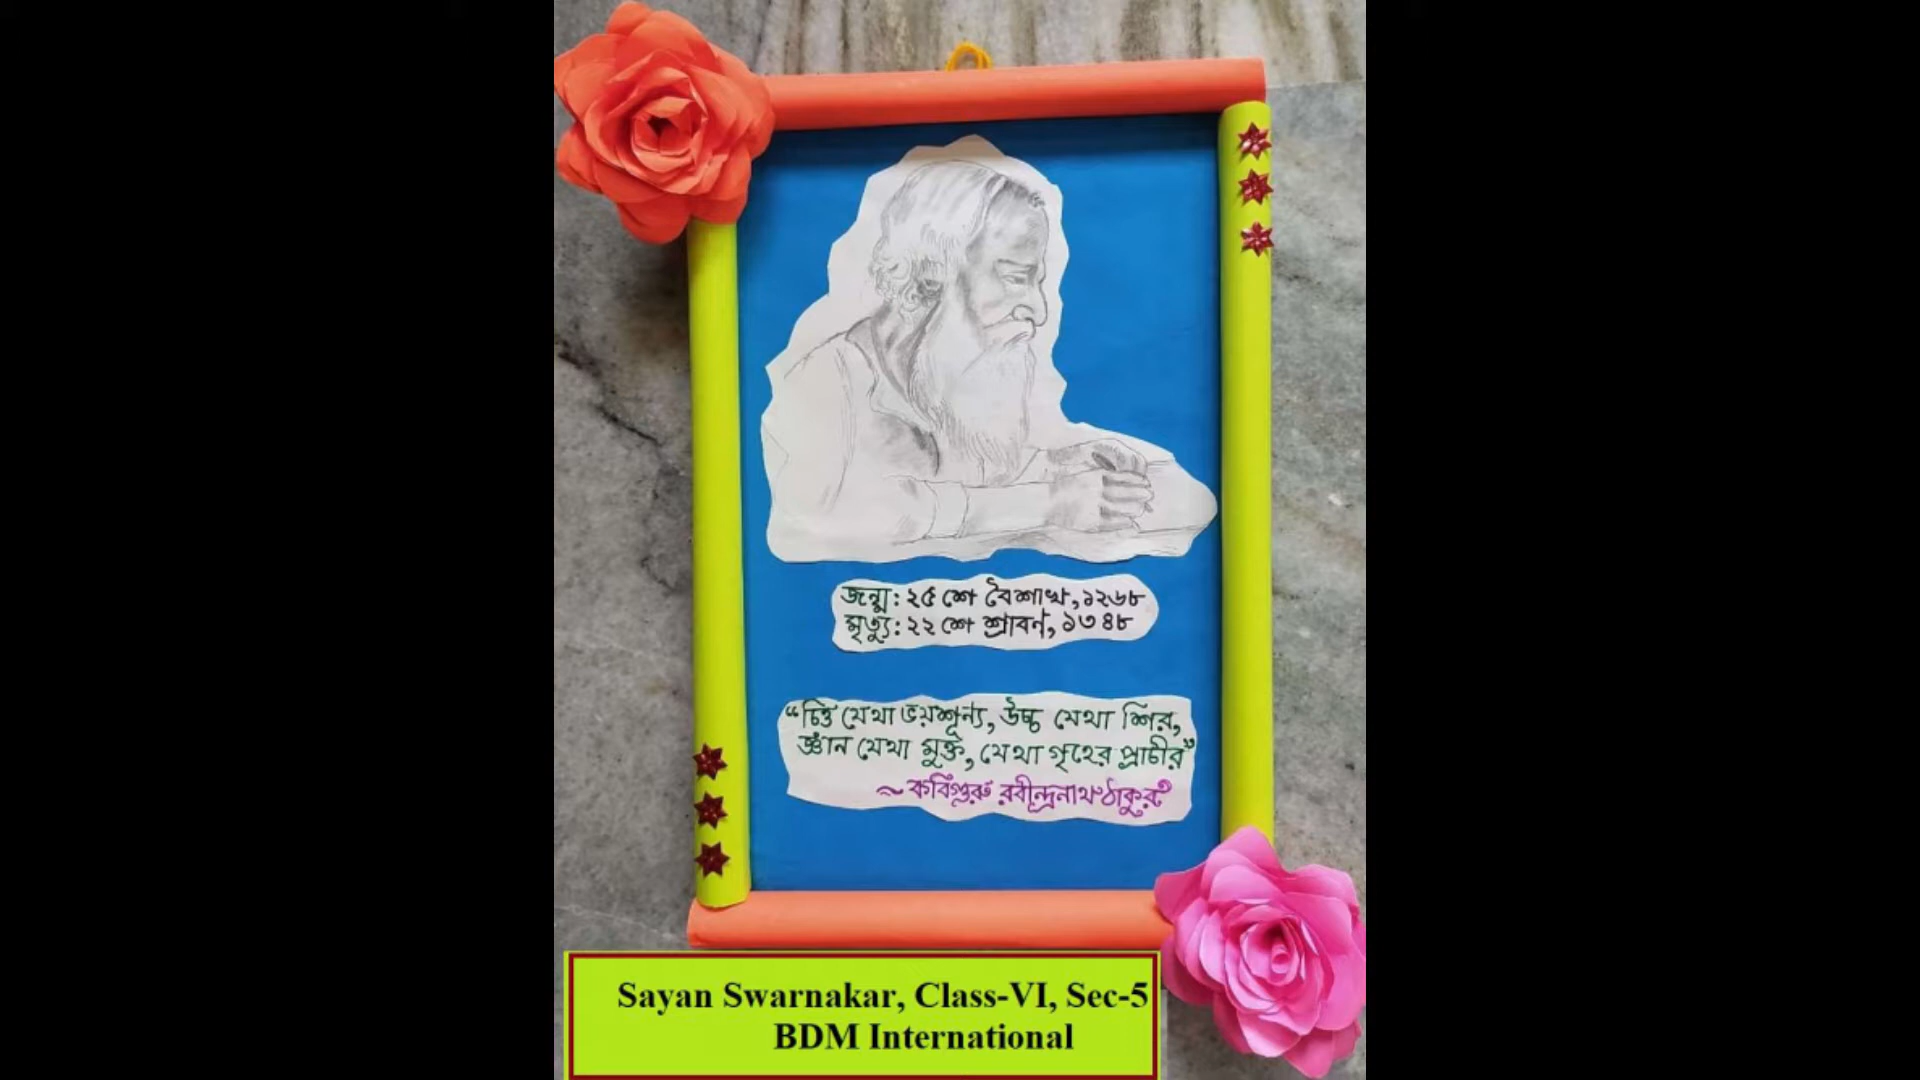 জন্ম: ২৫ শে বৈশাখ, ১২৬৮
মৃত্যু: ২২ শে শ্রাবণ, ১৩৪৮
“চিত্ত যেথা ভয়শূন্য, উচ্চ যেথা শির,
জ্ঞান যেথা মুক্ত, যেথা গৃহের প্রাচীর”
~ কবিগুরু রবীন্দ্রনাথ ঠাকুর
Sayan Swarnakar, Class-VI, Sec-5
BDM International